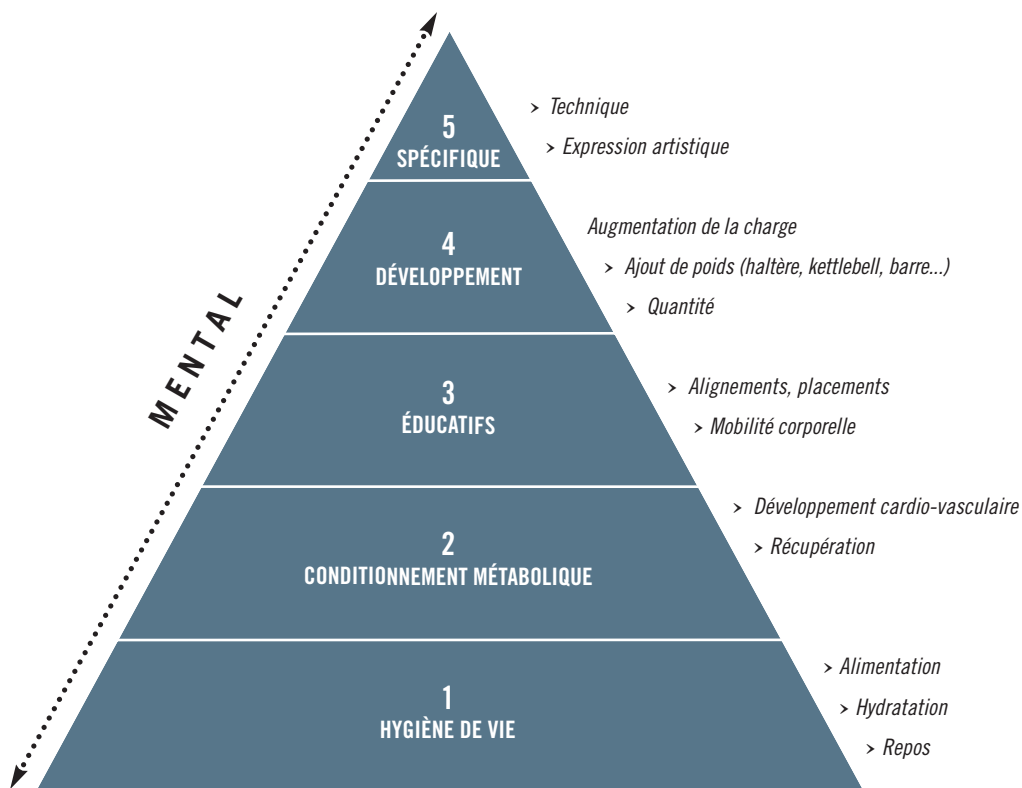 5
SPÉCIFIQUE
> Technique
> Expression artistique
4
DÉVELOPPEMENT
Augmentation de la charge
> Ajout de poids (haltère, kettlebell, barre...)
> Quantité
MENTAL
3
ÉDUCATIFS
> Alignements, placements
> Mobilité corporelle
2
CONDITIONNEMENT MÉTABOLIQUE
> Développement cardio-vasculaire
> Récupération
1
HYGIÈNE DE VIE
> Alimentation
> Hydratation
> Repos